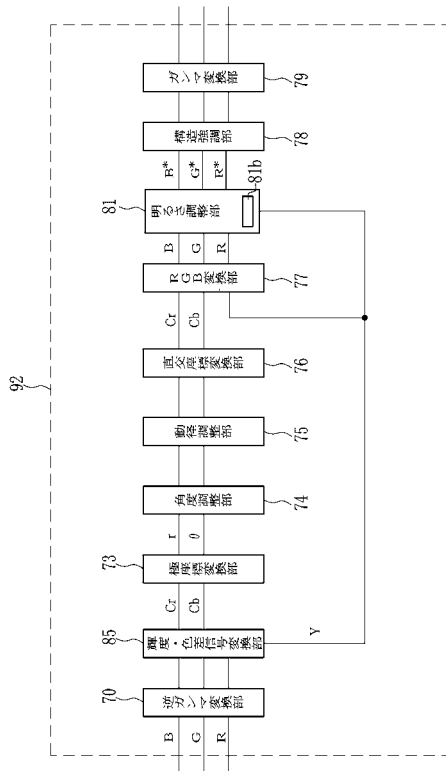 92
B
G
R
逆ガンマ変換部
70
輝度・色差信号変換部
85
Y
Cr
Cb
極座標変換部
73
r
θ
角度調整部
74
動径調整部
75
直交座標変換部
76
Cr
Cb
RGB変換部
77
B
G
R
明るさ調整部
81
81b
B*
G*
R*
構造強調部
78
ガンマ変換部
79